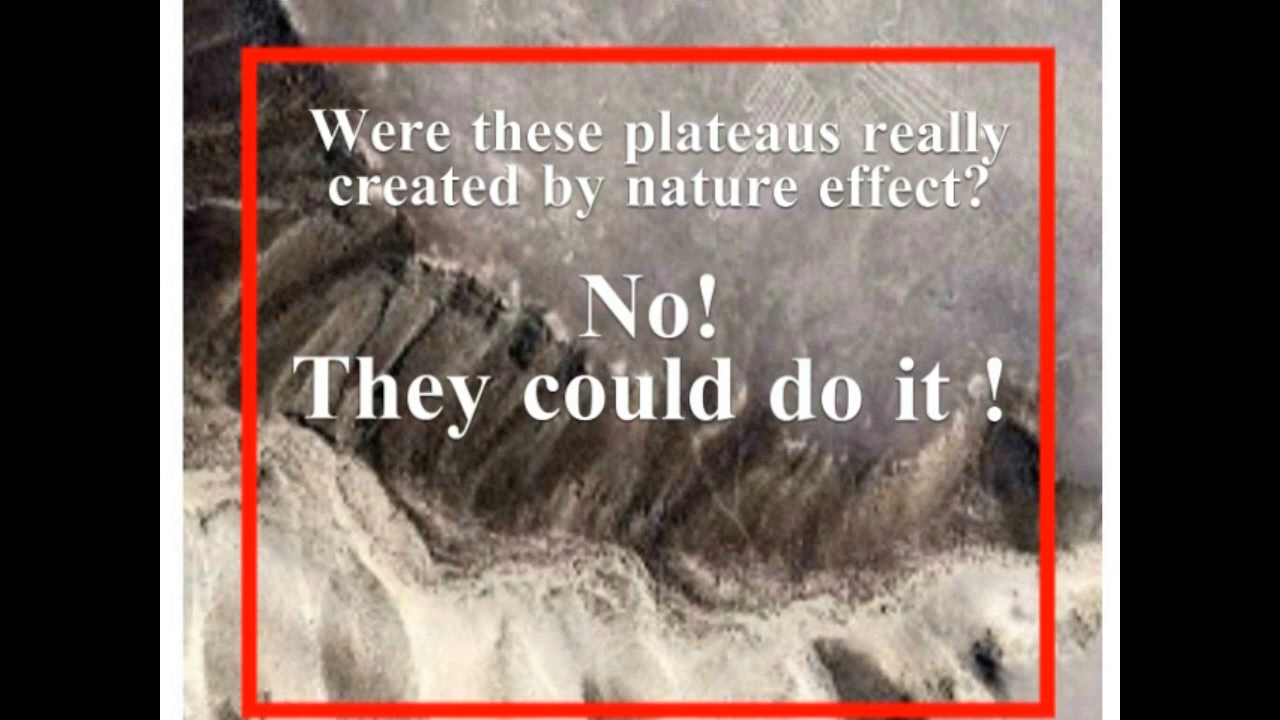 Were these plateaus really
created by nature effect?
No!
They could do it !